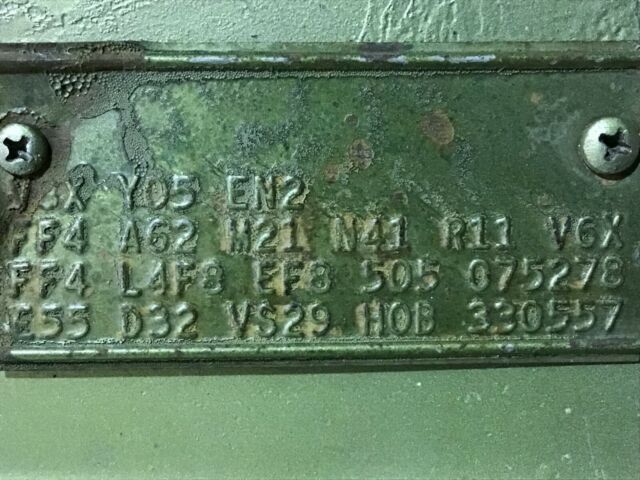 Y05 EN2
FF4 A62 M21 N41 R11 V6X
FF4 L4F8 EF8 505 075278
E55 D32 VS29 H0B 330557